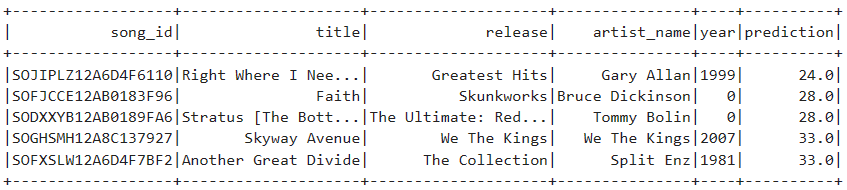 +------------------+--------------------+--------------------+---------------+----+----------+
|           song_id|               title|             release|    artist_name|year|prediction|
+------------------+--------------------+--------------------+---------------+----+----------+
|SOJIPLZ12A6D4F6110|Right Where I Nee...|       Greatest Hits|     Gary Allan|1999|      24.0|
|SOFJCCE12AB0183F96|               Faith|          Skunkworks|Bruce Dickinson|   0|      28.0|
|SODXXYB12AB0189FA6|Stratus [The Bott...|The Ultimate: Red...|   Tommy Bolin|   0|      28.0|
|SOGHSMH12A8C137927|       Skyway Avenue|        We The Kings|   We The Kings|2007|      33.0|
|SOFXSLW12A6D4F7BF2|Another Great Divide|      The Collection|      Split Enz|1981|      33.0|
+------------------+--------------------+--------------------+---------------+----+----------+